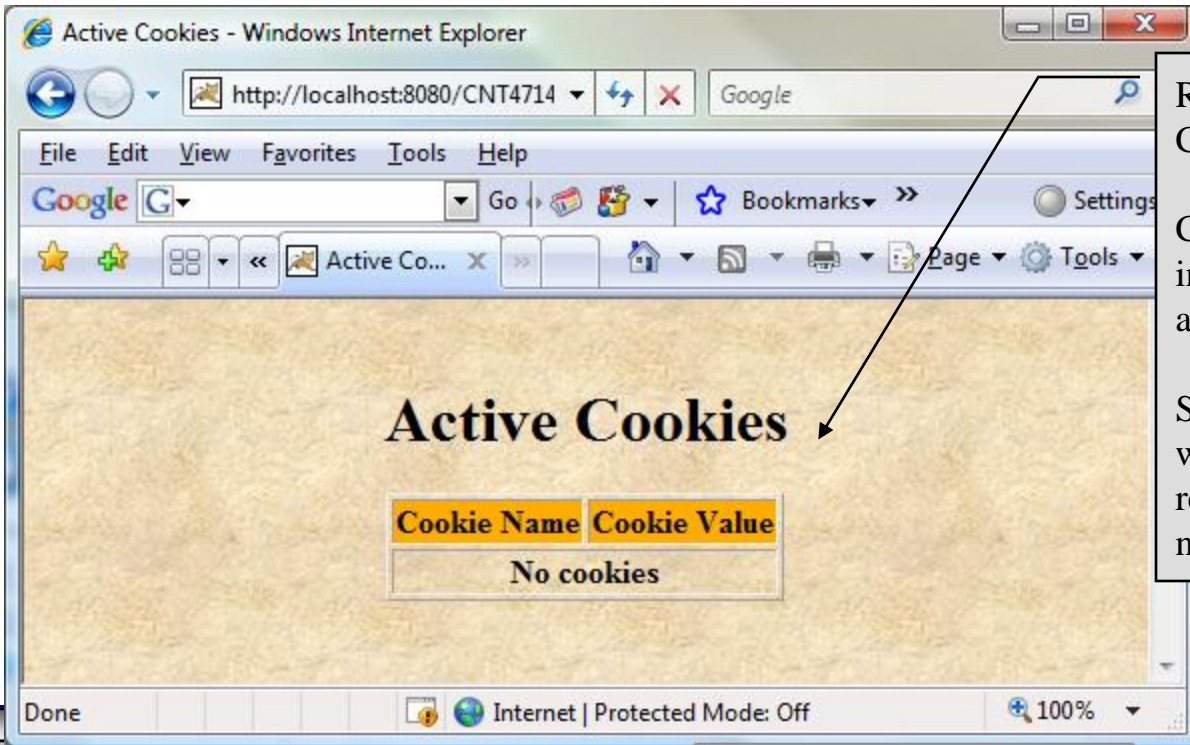 Active Cookies - Windows Internet Explorer
http://localhost:8080/CNT4714
Google
File Edit View Favorites Tools Help
Google G Go Bookmarks Settings
Active Co... Page Tools
Active Cookies
Cookie Name Cookie Value
No cookies
Done Internet | Protected Mode: Off 100%